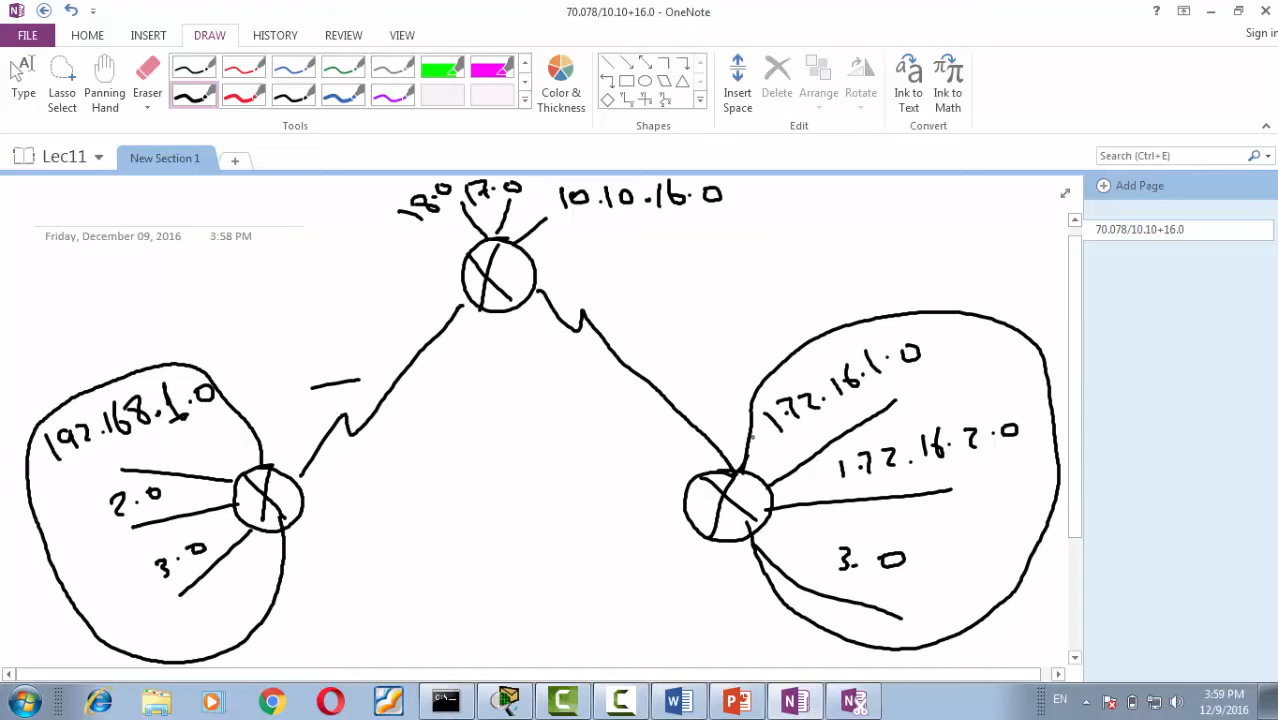 70.078/10.10+16.0 - OneNote
?
Sign in
FILE HOME INSERT DRAW HISTORY REVIEW VIEW
Type
Lasso Select
Panning Hand
Eraser
Color & Thickness
Insert Space
Delete
Arrange
Rotate
Ink to Text
Ink to Math
Tools
Shapes
Edit
Convert
Lec11
New Section 1
Search (Ctrl+E)
Add Page
70.078/10.10+16.0
18.0 17.0 10.10.16.0
Friday, December 09, 2016 3:58 PM
192.168.1.0
2.0
3.0
172.16.1.0
172.16.2.0
3.0
EN
3:59 PM
12/9/2016